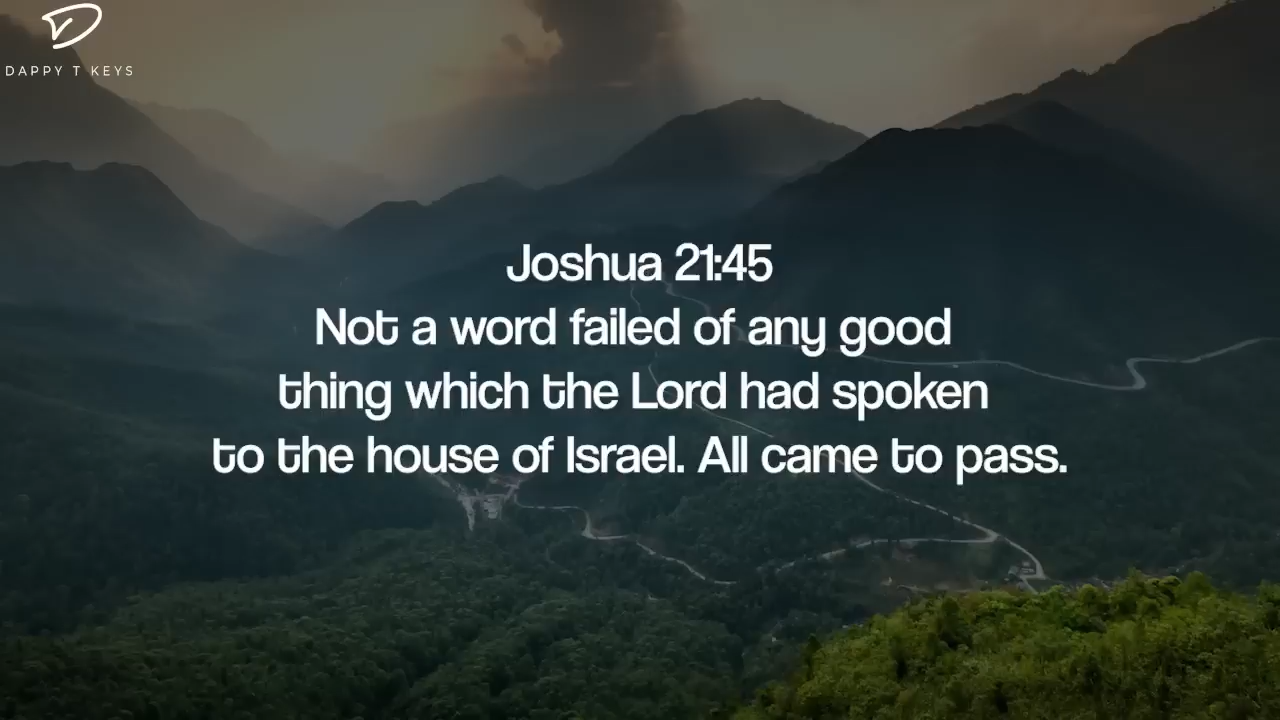 DAPPY T KEYS
Joshua 21:45
Not a word failed of any good
thing which the Lord had spoken
to the house of Israel. All came to pass.